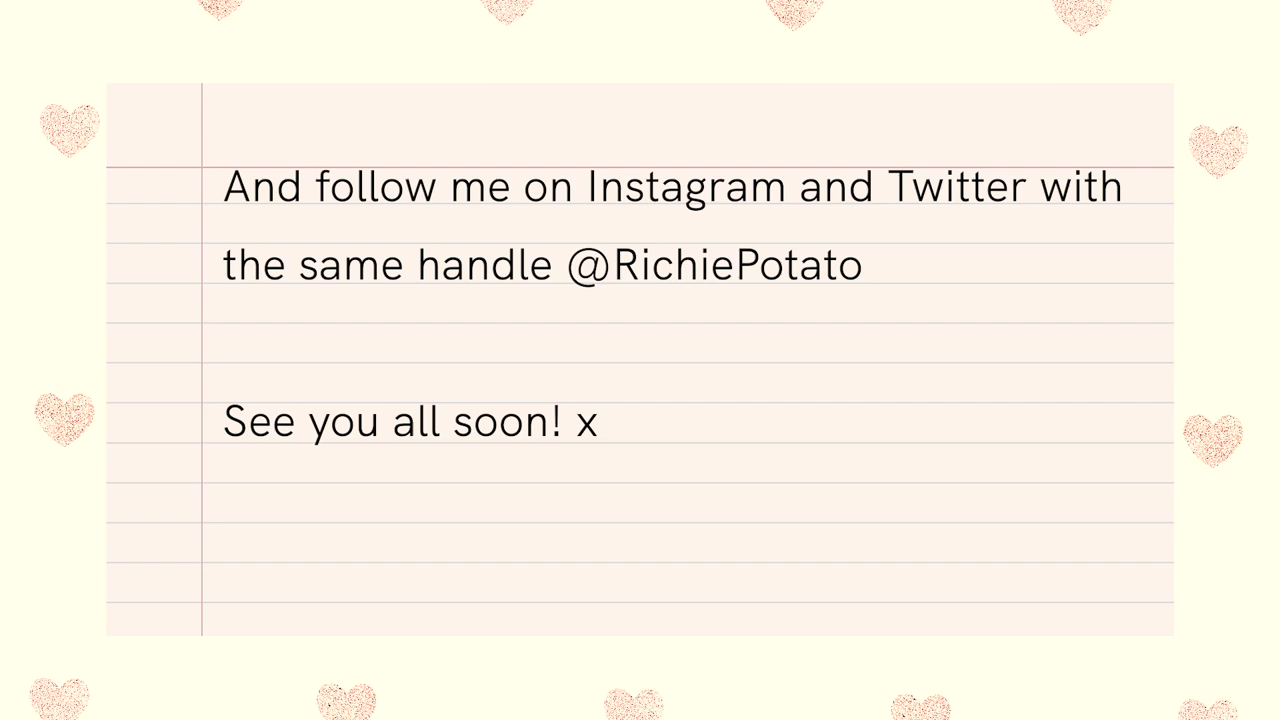 And follow me on Instagram and Twitter with
the same handle @RichiePotato
See you all soon! x